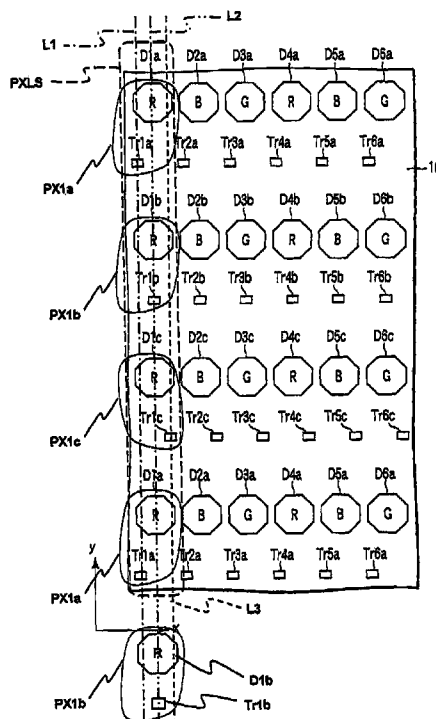 L2
L1
D1a D2a D3a D4a D5a D6a
PXLS
R B G R B G
Tr1a Tr2a Tr3a Tr4a Tr5a Tr6a
PX1a
D1b D2b D3b D4b D5b D6b
R B G R B G
Tr1b Tr2b Tr3b Tr4b Tr5b Tr6b
PX1b
D1c D2c D3c D4c D5c D6c
R B G R B G
Tr1c Tr2c Tr3c Tr4c Tr5c Tr6c
PX1c
D1a D2a D3a D4a D5a D6a
R B G R B G
y
Tr1a Tr2a Tr3a Tr4a Tr5a Tr6a
PX1a
L3
x
R
D1b
PX1b
Tr1b